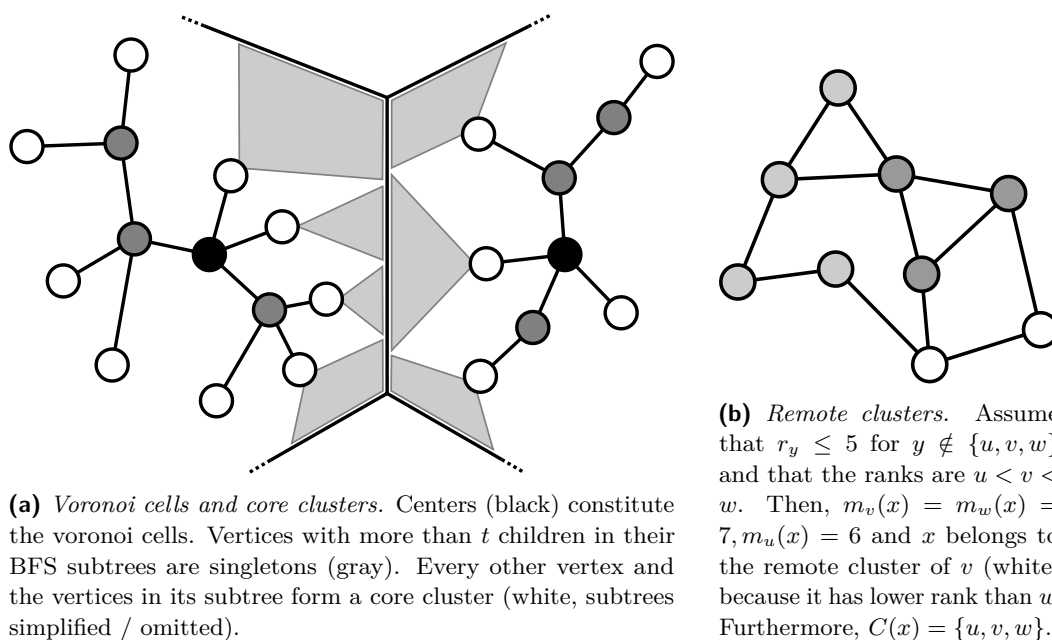 (a) Voronoi cells and core clusters. Centers (black) constitute
the voronoi cells. Vertices with more than t children in their
BFS subtrees are singletons (gray). Every other vertex and
the vertices in its subtree form a core cluster (white, subtrees
simplified / omitted).
(b) Remote clusters. Assume
that r_y ≤ 5 for y ∉ {u, v, w}
and that the ranks are u < v <
w. Then, m_v(x) = m_w(x) =
7, m_u(x) = 6 and x belongs to
the remote cluster of v (white)
because it has lower rank than w.
Furthermore, C(x) = {u, v, w}.